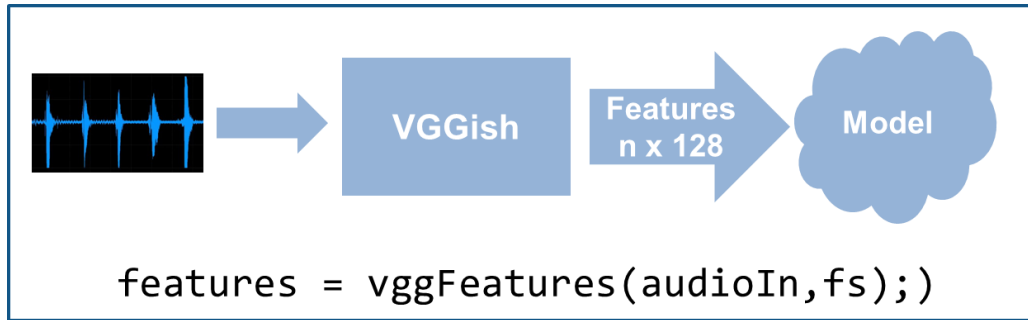 VGGish
Features
n x 128
Model
features = vggFeatures(audioIn,fs);)